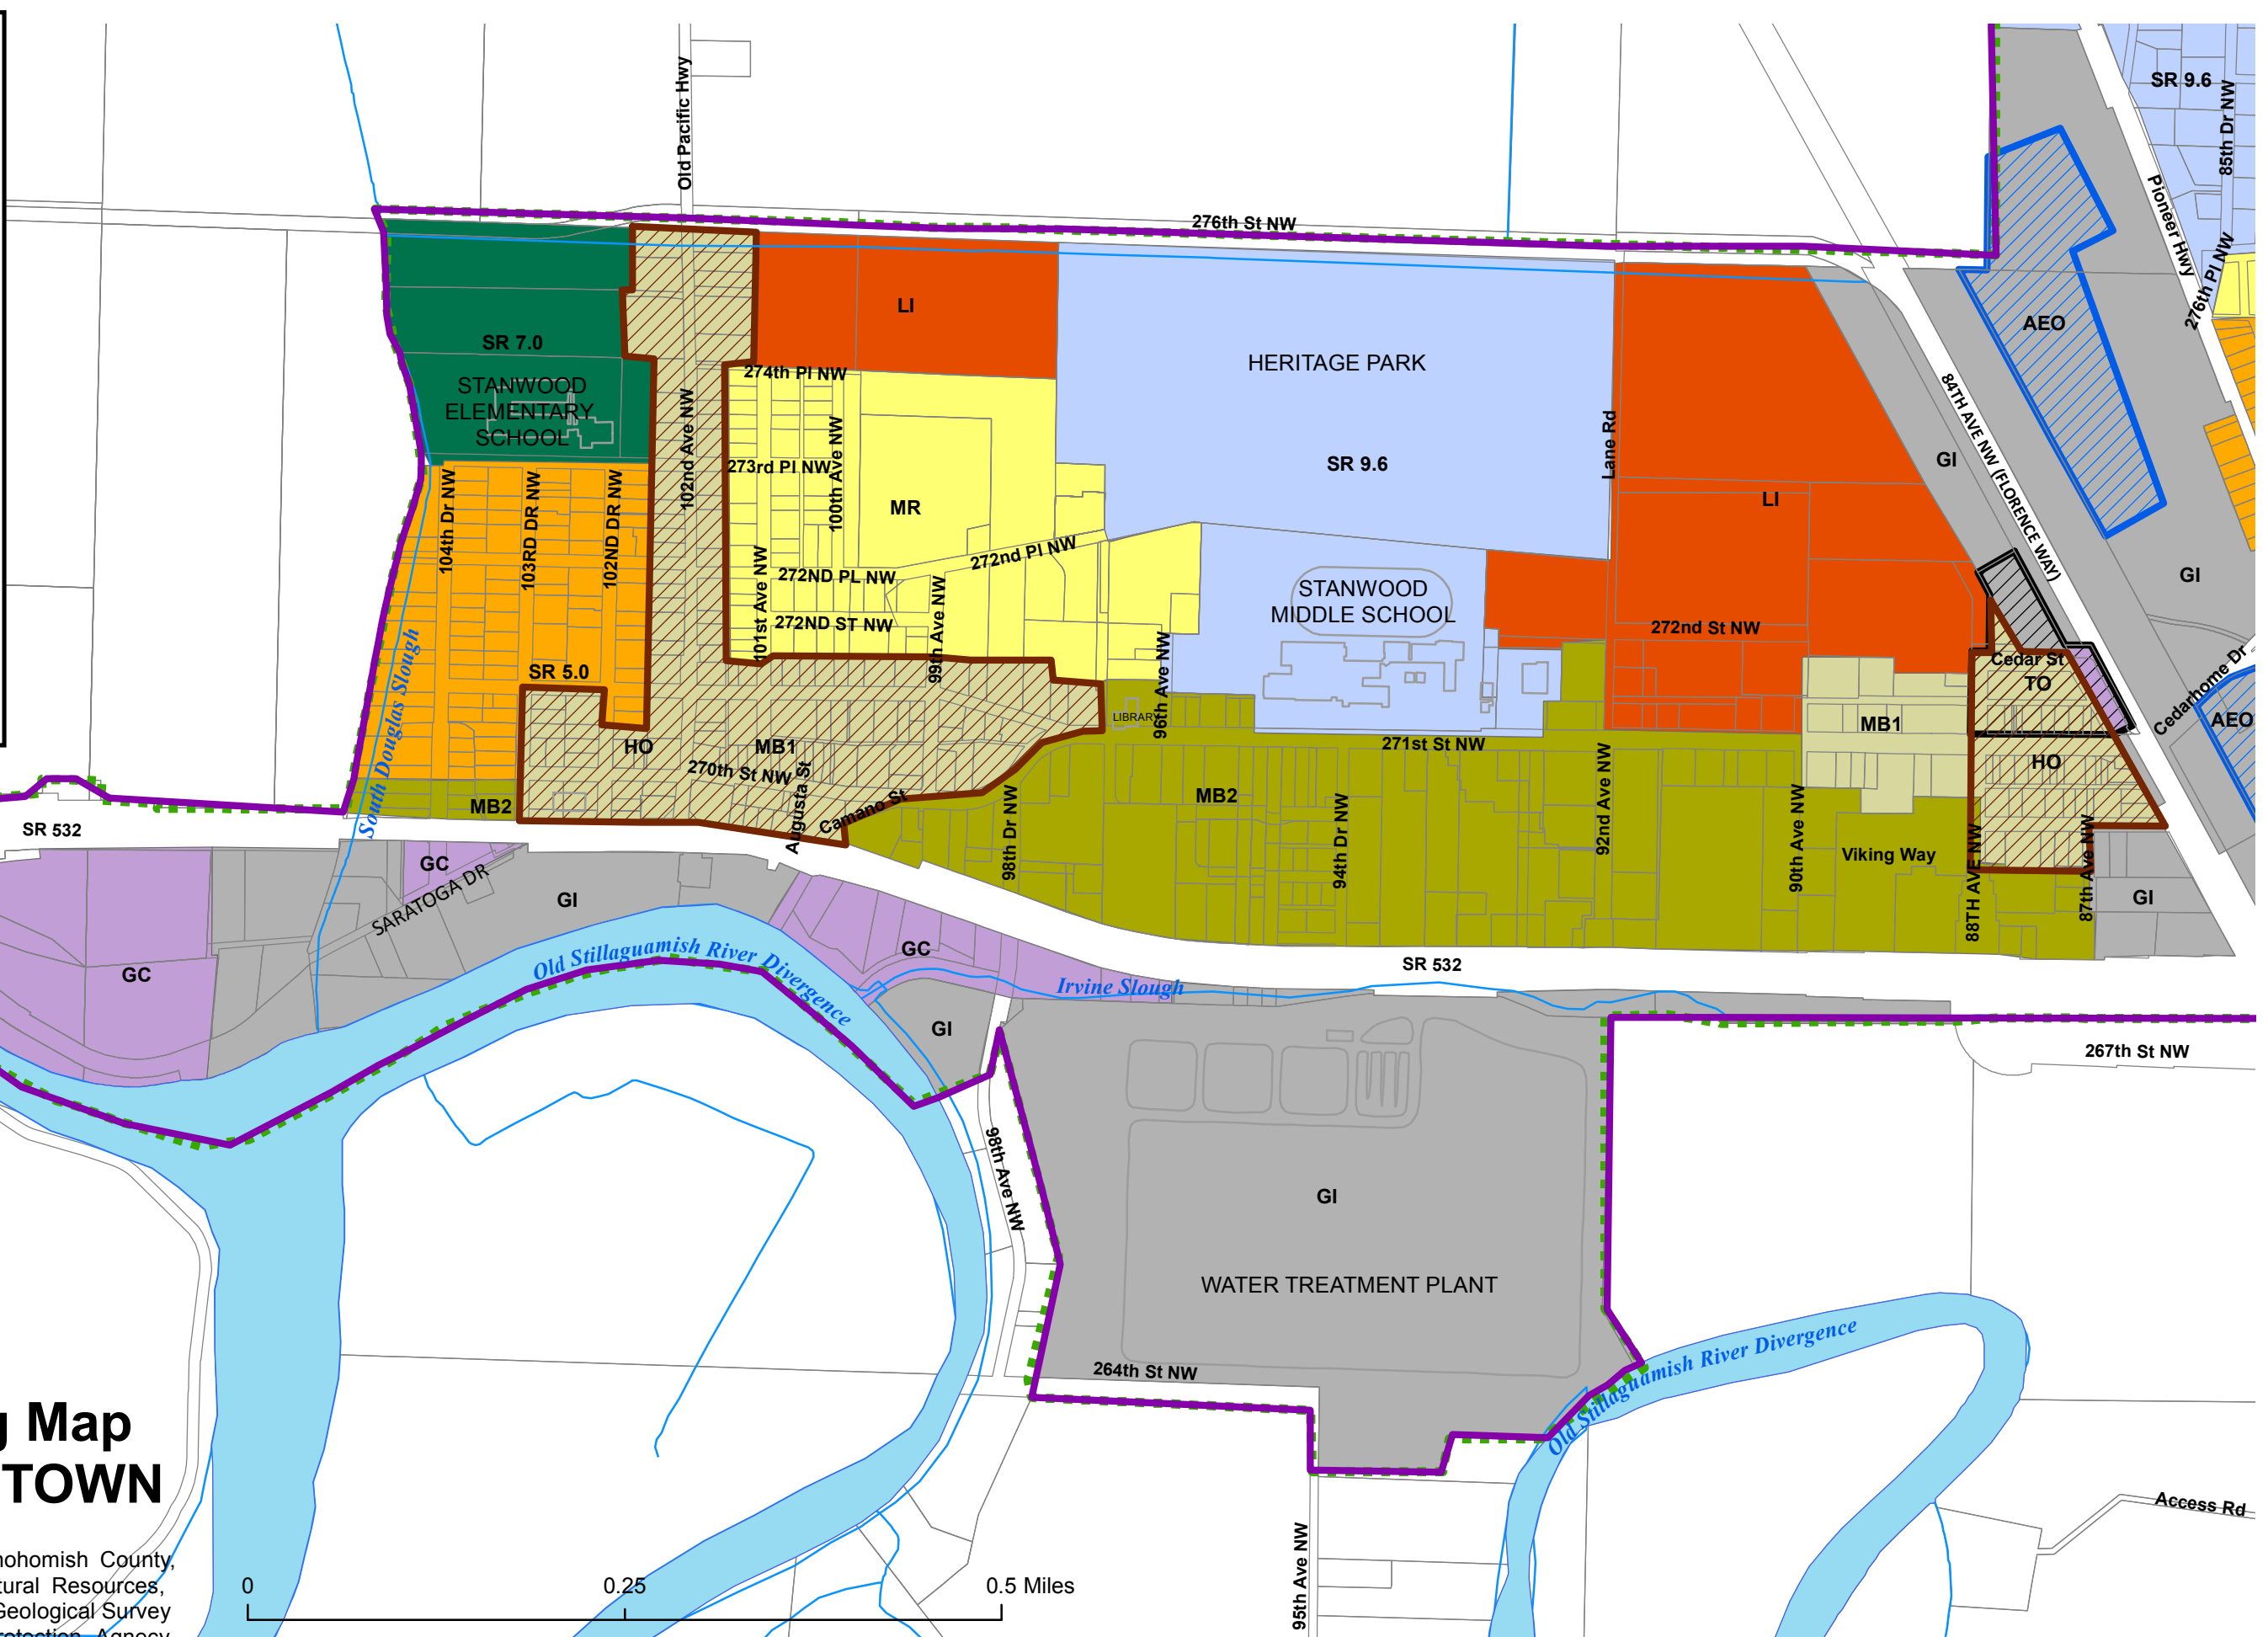 SR 9.6
85th Dr NW
Old Pacific Hwy
Pioneer Hwy
276th St NW
276th Pl NW
LI
AEO
SR 7.0
HERITAGE PARK
274th Pl NW
STANWOOD
ELEMENTARY
SCHOOL
84TH AVE NW (FLORENCE WAY)
102nd Ave NW
100th Ave NW
Lane Rd
GI
273rd Pl NW
SR 9.6
LI
104th Dr NW
103RD DR NW
102ND DR NW
MR
272nd Pl NW
272ND PL NW
GI
STANWOOD
MIDDLE SCHOOL
101st Ave NW
99th Ave NW
272ND ST NW
272nd St NW
SR 5.0
96th Ave NW
Cedar St
TO
Cedarhome Dr
AEO
South Douglas Slough
LIBRARY
HO
MB1
271st St NW
MB1
HO
270th St NW
Augusta St
Camano St
MB2
MB2
SR 532
98th Dr NW
94th Dr NW
92nd Ave NW
90th Ave NW
Viking Way
88TH AVE NW
87th Ave NW
GI
GC
SARATOGA DR
GI
GC
GC
Old Stillaguamish River Divergence
SR 532
Irvine Slough
GI
267th St NW
98th Ave NW
GI
WATER TREATMENT PLANT
264th St NW
Old Stillaguamish River Divergence
Map
TOWN
Access Rd
95th Ave NW
County,
Resources,
Geological Survey
0 0.25 0.5 Miles